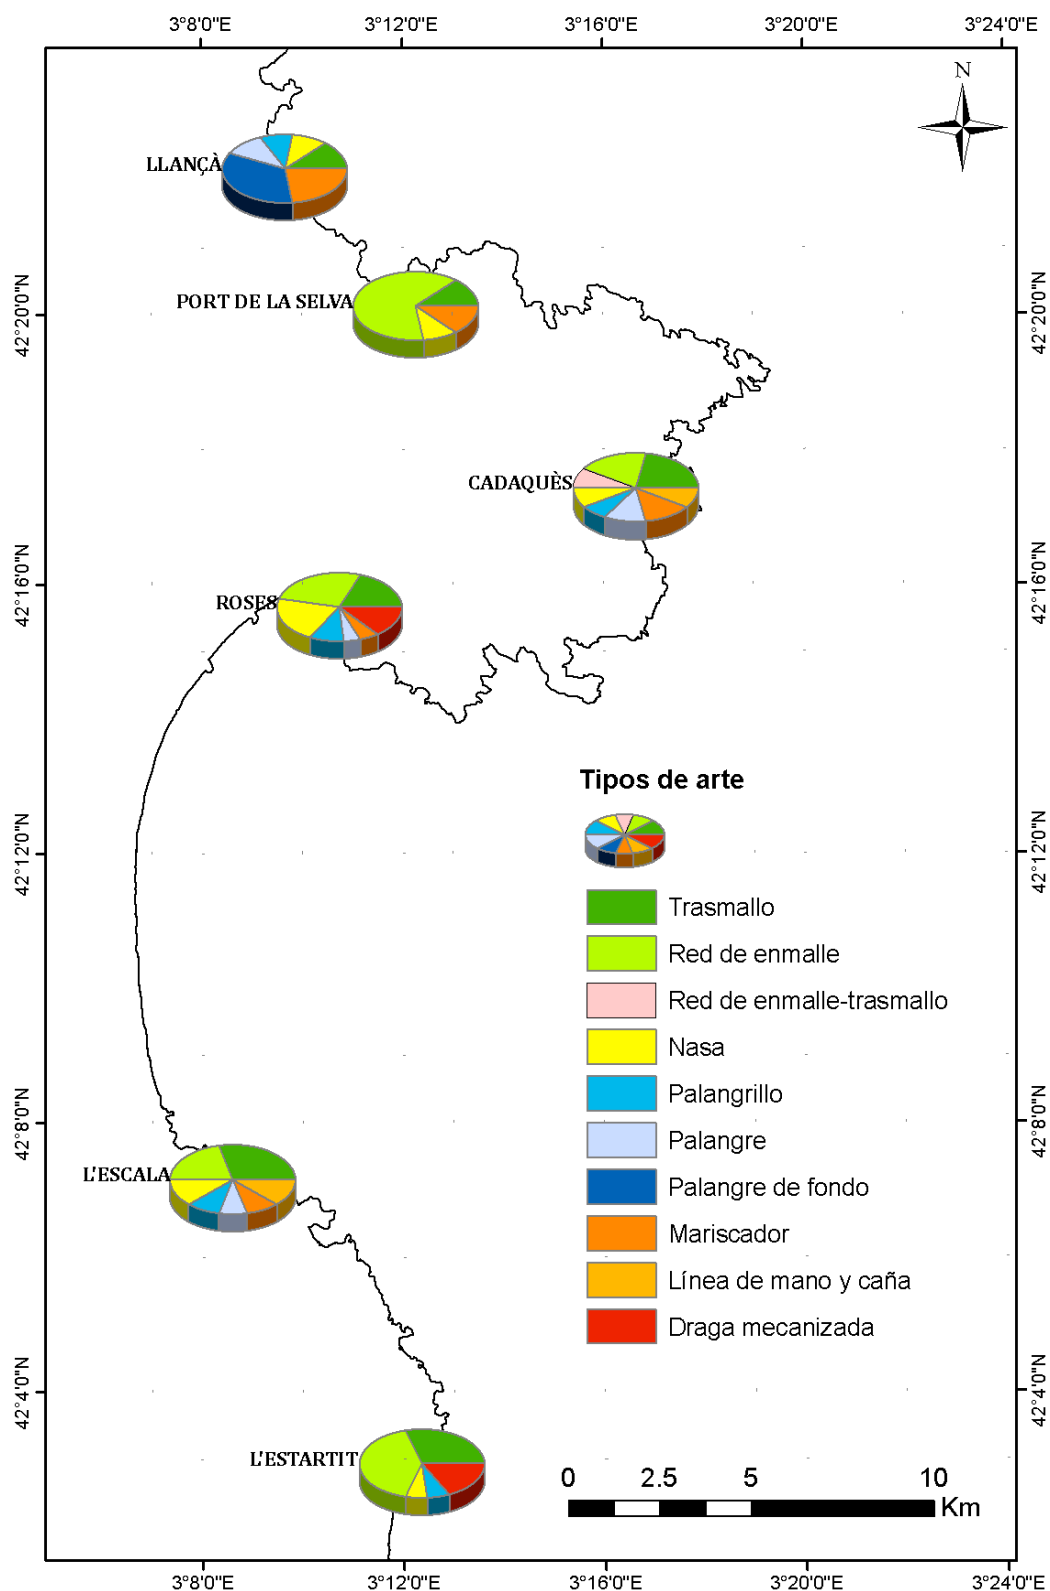 3°8'0"E 3°12'0"E 3°16'0"E 3°20'0"E 3°24'0"E
N
LLANÇÀ
PORT DE LA SELVA
42°20'0"N 42°20'0"N
CADAQUÈS
42°16'0"N 42°16'0"N
ROSES
Tipos de arte
42°12'0"N 42°12'0"N
Trasmallo
Red de enmalle
Red de enmalle-trasmallo
Nasa
Palangrillo
42°8'0"N 42°8'0"N
Palangre
L'ESCALA
Palangre de fondo
Mariscador
Línea de mano y caña
Draga mecanizada
42°4'0"N 42°4'0"N
L'ESTARTIT
0 2.5 5 10
Km
3°8'0"E 3°12'0"E 3°16'0"E 3°20'0"E 3°24'0"E